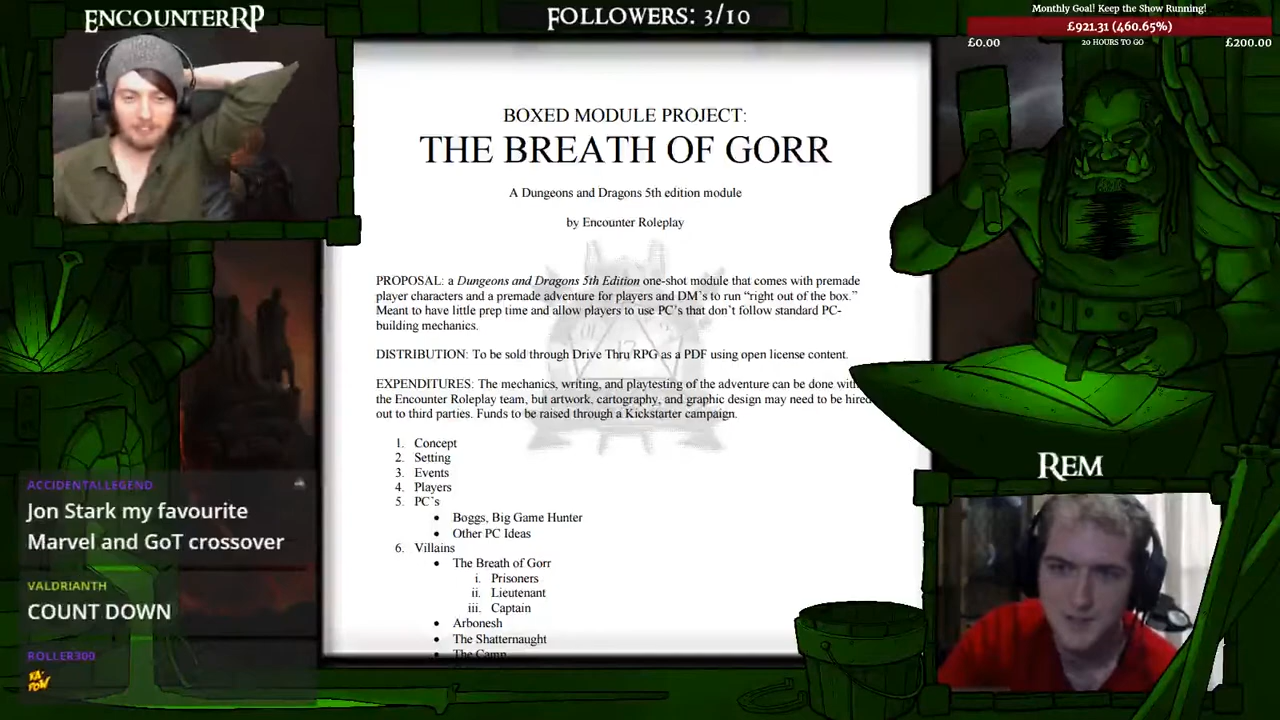 ENCOUNTERRP
FOLLOWERS: 3/10
Monthly Goal! Keep the Show Running!
£921.31 (460.65%)
£0.00
20 HOURS TO GO
£200.00
BOXED MODULE PROJECT:
THE BREATH OF GORR
A Dungeons and Dragons 5th edition module
by Encounter Roleplay
PROPOSAL: a Dungeons and Dragons 5th Edition one-shot module that comes with premade
player characters and a premade adventure for players and DM's to run “right out of the box.”
Meant to have little prep time and allow players to use PC's that don't follow standard PC-
building mechanics.
DISTRIBUTION: To be sold through Drive Thru RPG as a PDF using open license content.
EXPENDITURES: The mechanics, writing, and playtesting of the adventure can be done with
the Encounter Roleplay team, but artwork, cartography, and graphic design may need to be hired
out to third parties. Funds to be raised through a Kickstarter campaign.
1. Concept
2. Setting
3. Events
4. Players
5. PC's
• Boggs, Big Game Hunter
• Other PC Ideas
6. Villains
• The Breath of Gorr
i. Prisoners
ii. Lieutenant
iii. Captain
• Arbonesh
• The Shatternaught
• The Camp
ACCIDENTALLEGEND
Jon Stark my favourite
Marvel and GoT crossover
VALDRIANTH
COUNT DOWN
ROLLER300
KA-
POW
REM